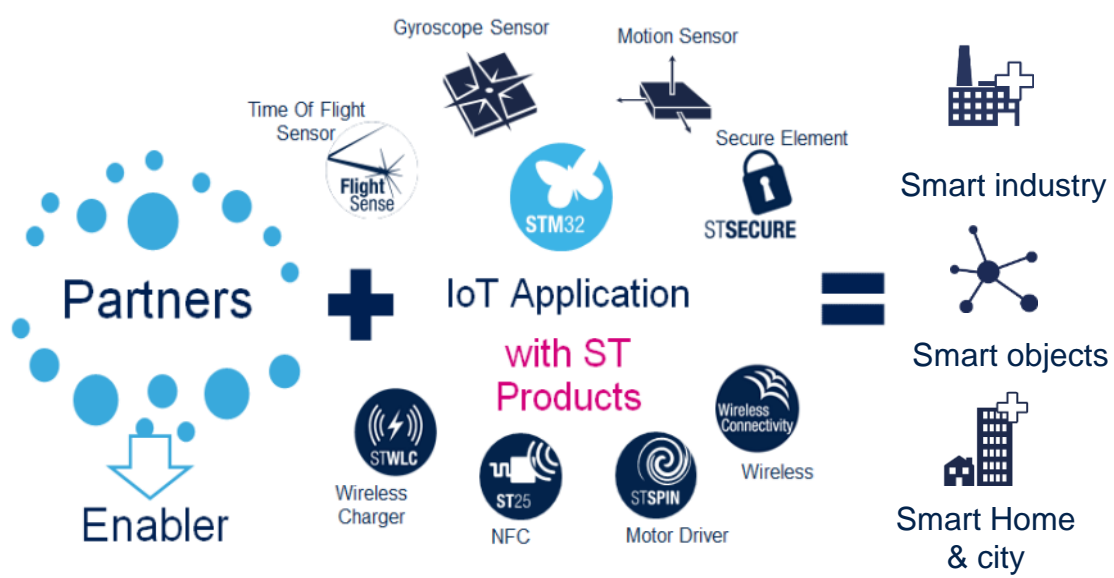 Gyroscope Sensor
Motion Sensor
Time Of Flight
Sensor
Flight
Sense
Secure Element
STM32
STSECURE
Smart industry
Partners
IoT Application
with ST
Products
Smart objects
STWLC
Wireless
Charger
ST25
NFC
STSPIN
Motor Driver
Wireless
Connectivity
Wireless
Enabler
Smart Home
& city